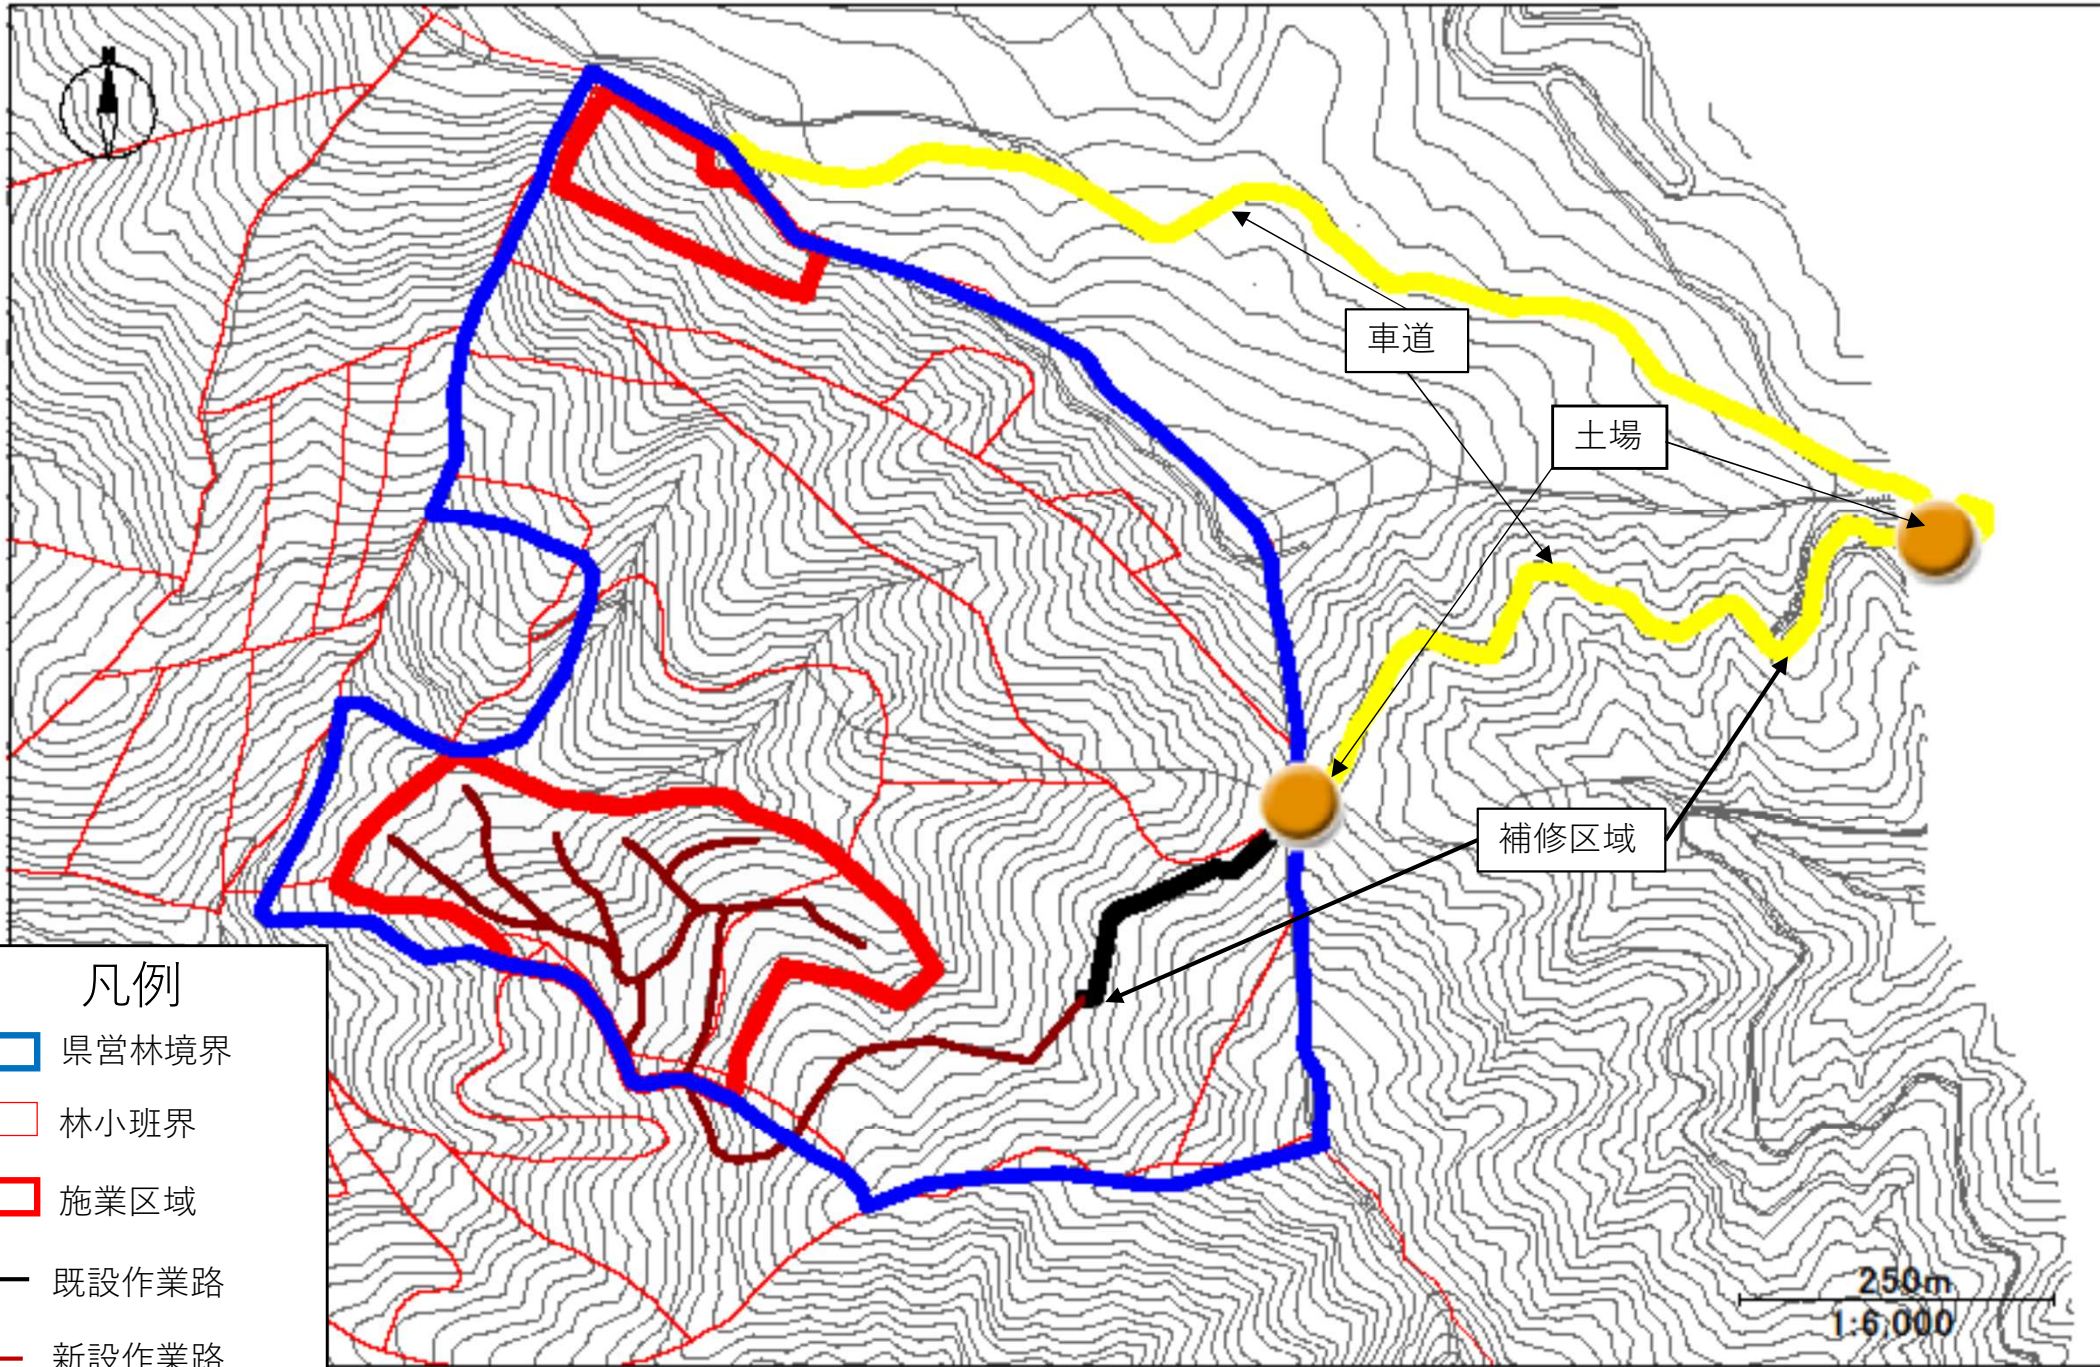 N
車道
土場
補修区域
凡例
県営林境界
林小班界
施業区域
既設作業路
新設作業路
250m
1:6,000